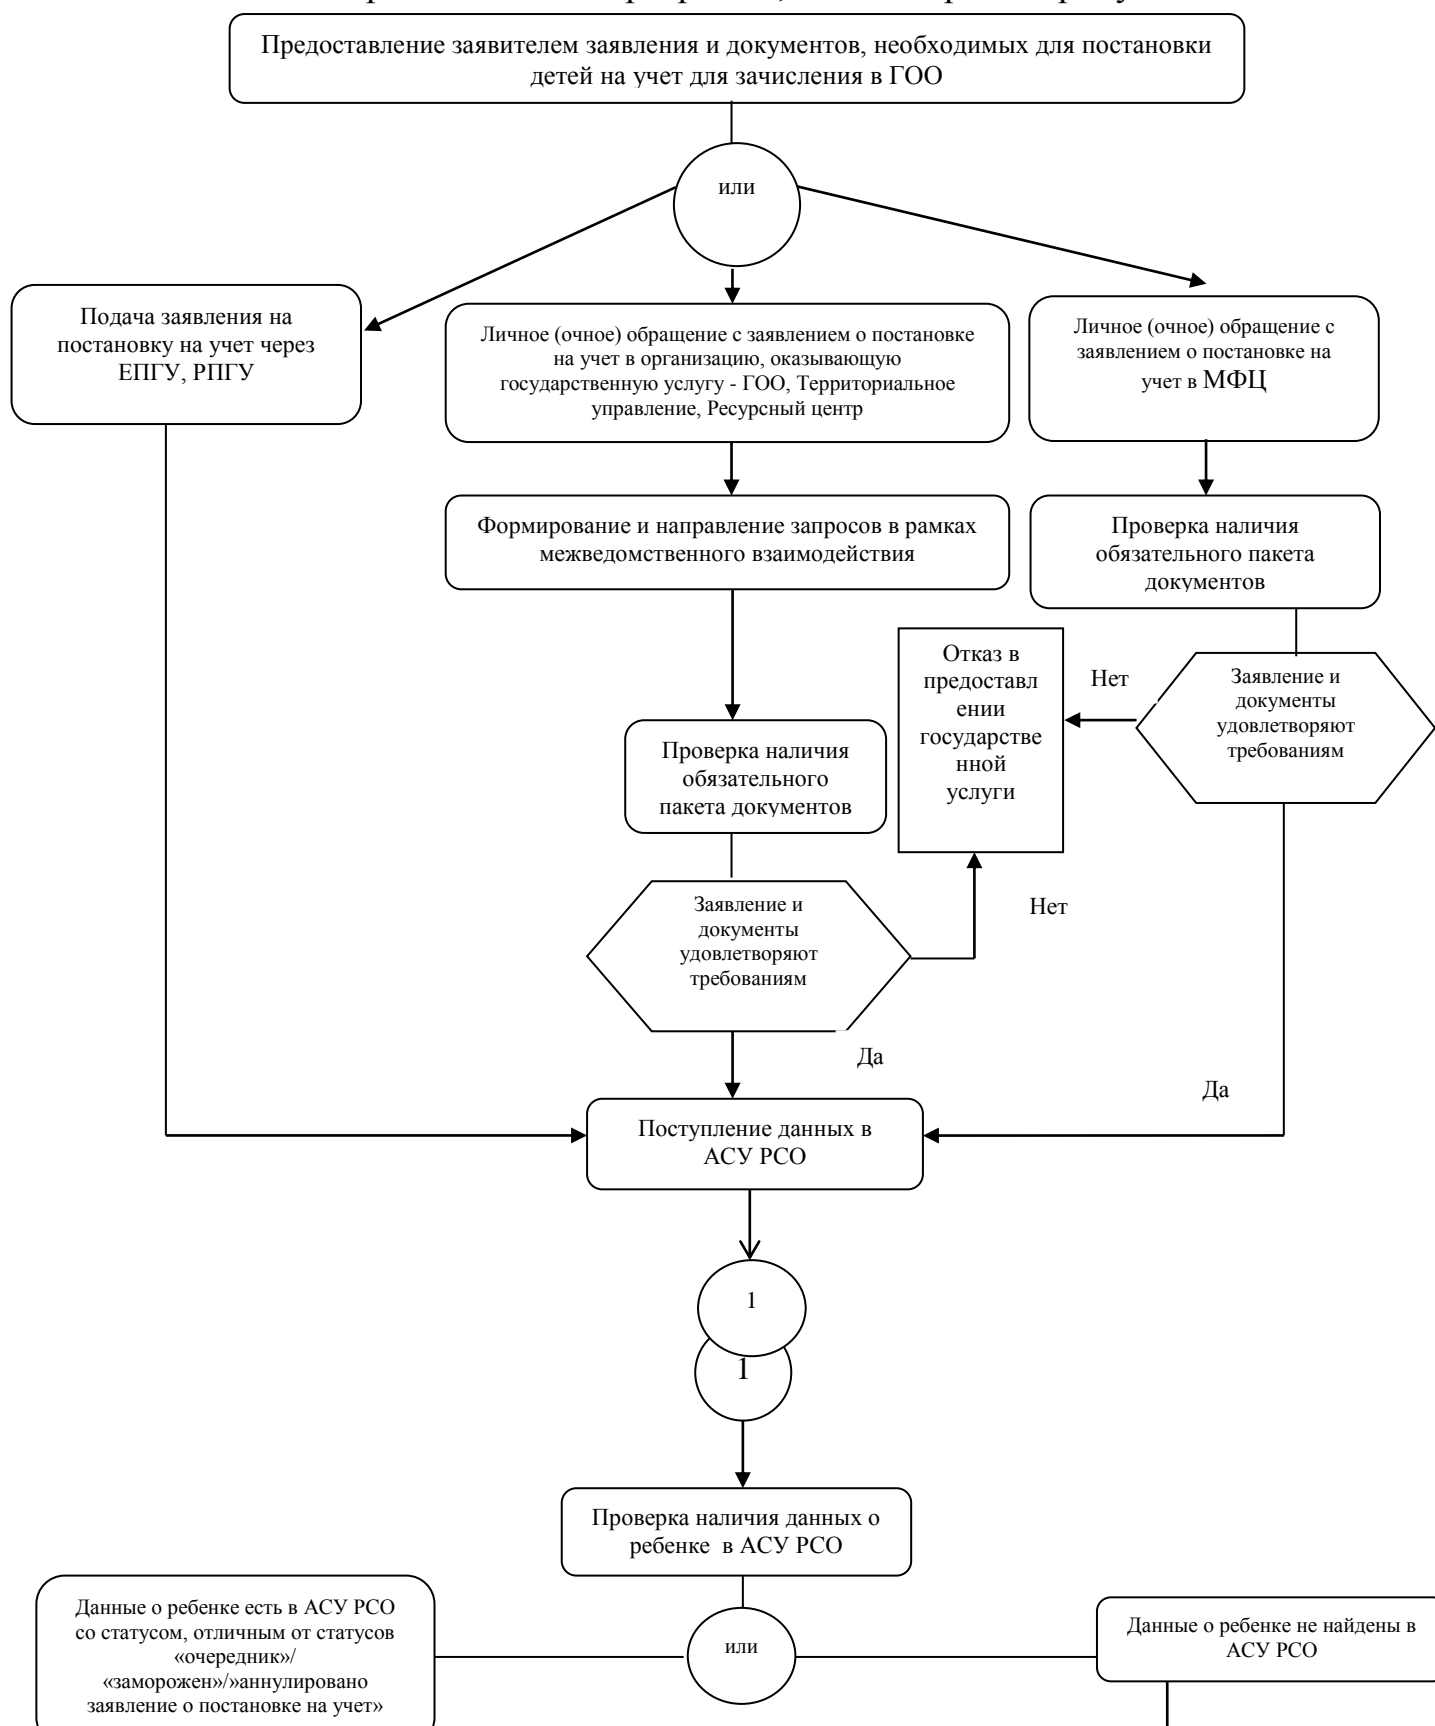 Предоставление заявителем заявления и документов, необходимых для постановки
детей на учет для зачисления в ГОО
или
Подача заявления на
постановку на учет через
ЕПГУ, РПГУ
Личное (очное) обращение с заявлением о постановке
на учет в организацию, оказывающую
государственную услугу - ГОО, Территориальное
управление, Ресурсный центр
Личное (очное) обращение с
заявлением о постановке на
учет в МФЦ
Формирование и направление запросов в рамках
межведомственного взаимодействия
Проверка наличия
обязательного пакета
документов
Отказ в
предоставл
ении
государстве
нной
услуги
Нет
Заявление и
документы
удовлетворяют
требованиям
Проверка наличия
обязательного
пакета документов
Заявление и
документы
удовлетворяют
требованиям
Нет
Да
Да
Поступление данных в
АСУ РСО
1
1
Проверка наличия данных о
ребенке в АСУ РСО
Данные о ребенке есть в АСУ РСО
со статусом, отличным от статусов
«очередник»/
«заморожен»/»аннулировано
заявление о постановке на учет»
или
Данные о ребенке не найдены в
АСУ РСО